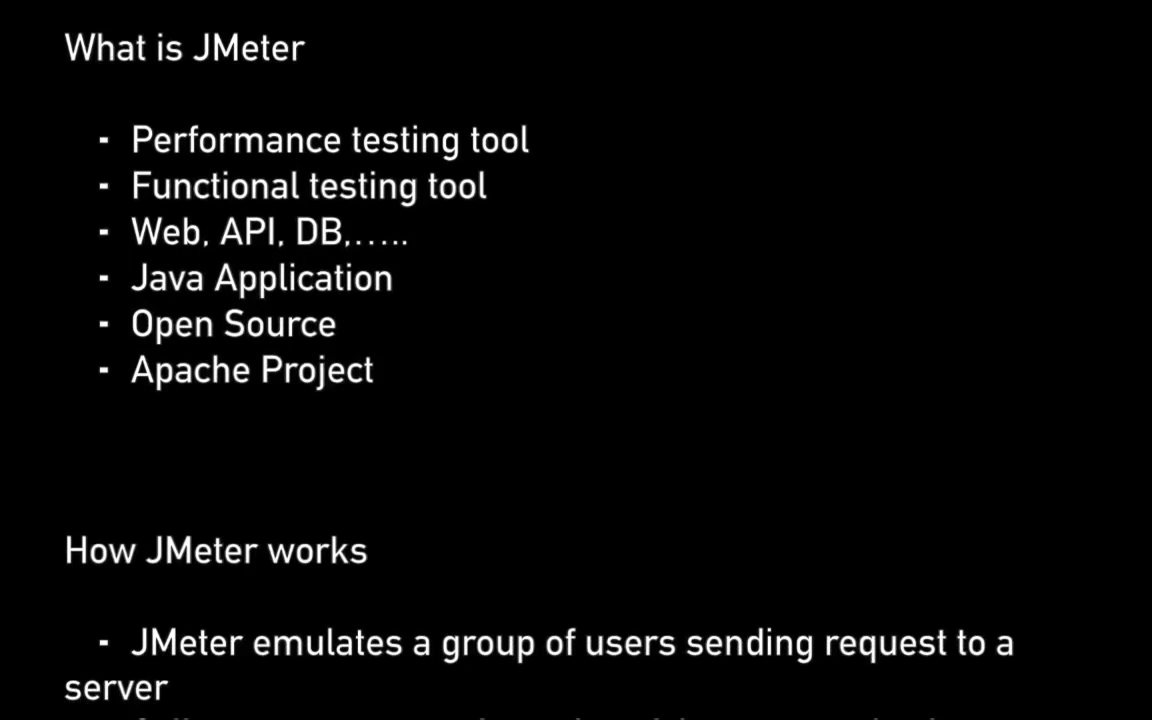 What is JMeter
- Performance testing tool
- Functional testing tool
- Web, API, DB,.....
- Java Application
- Open Source
- Apache Project
How JMeter works
- JMeter emulates a group of users sending request to a
server